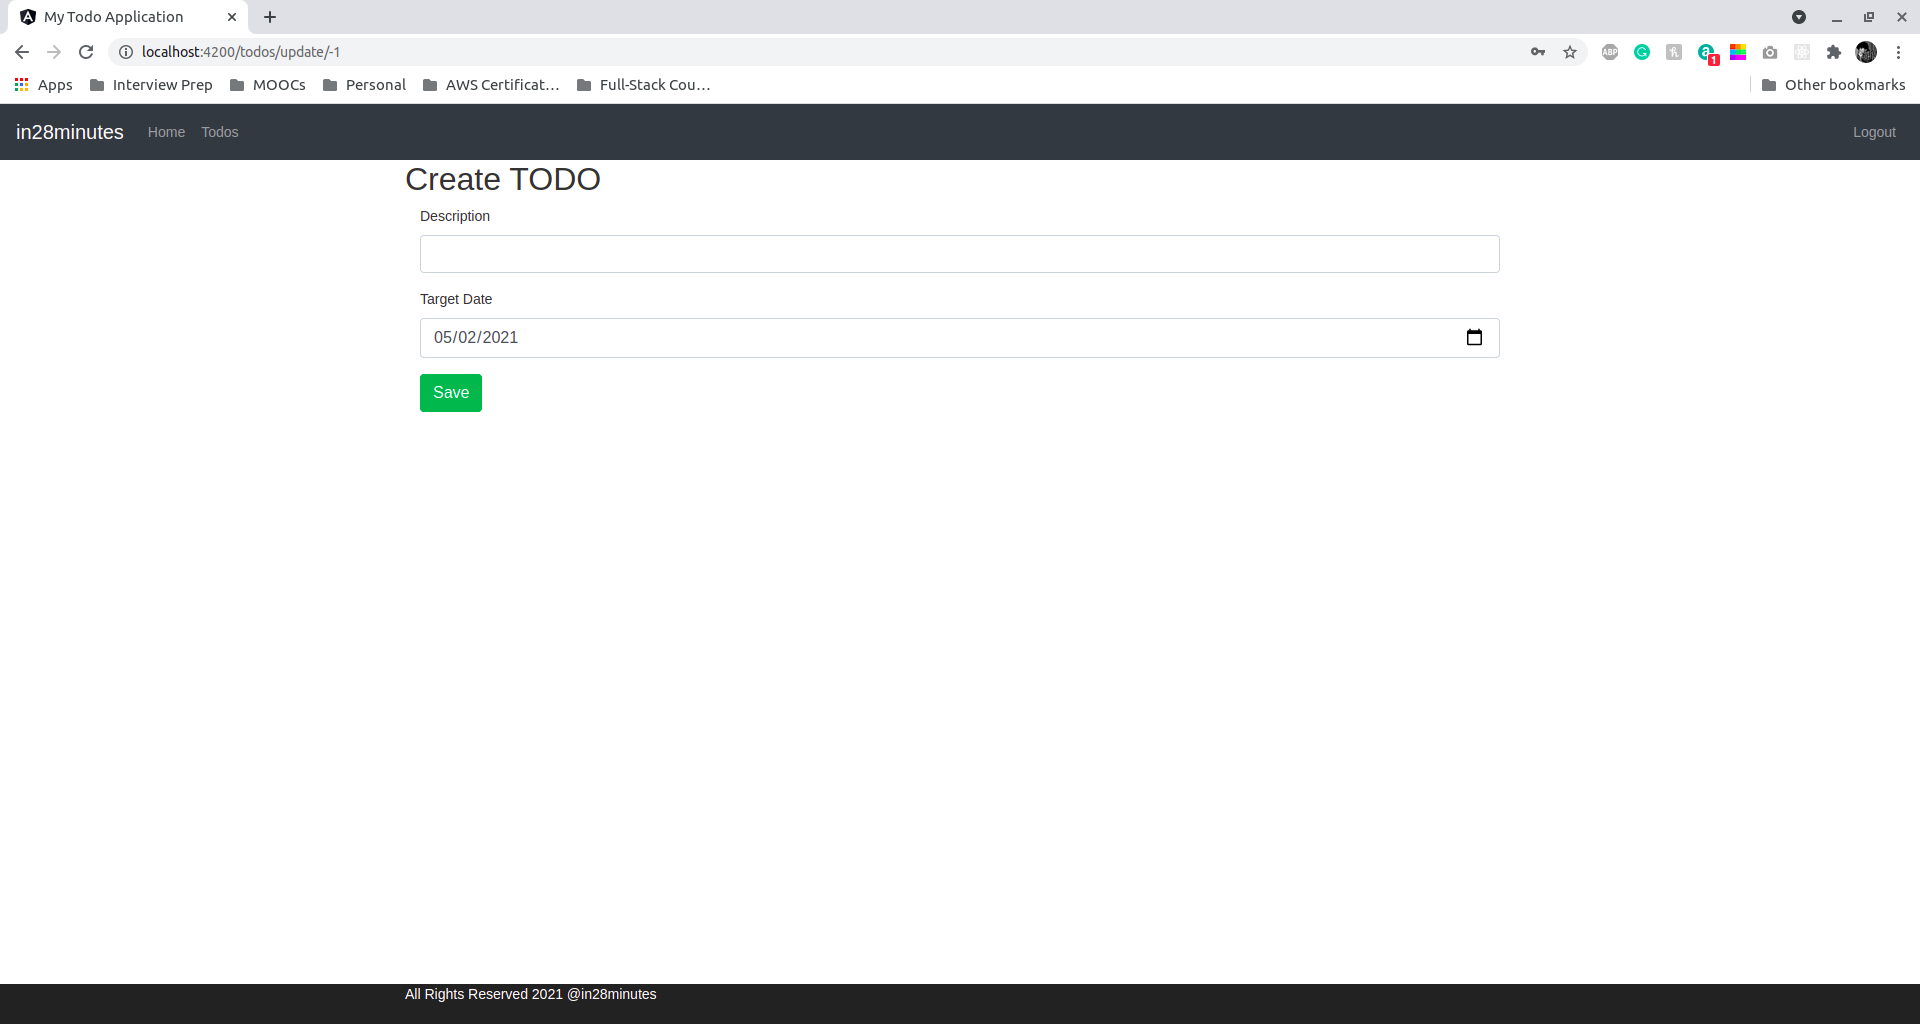 My Todo Application
localhost:4200/todos/update/-1
ABP
1
Apps Interview Prep MOOCs Personal AWS Certificat… Full-Stack Cou… Other bookmarks
in28minutes Home Todos Logout
Create TODO
Description
Target Date
05/02/2021
Save
All Rights Reserved 2021 @in28minutes